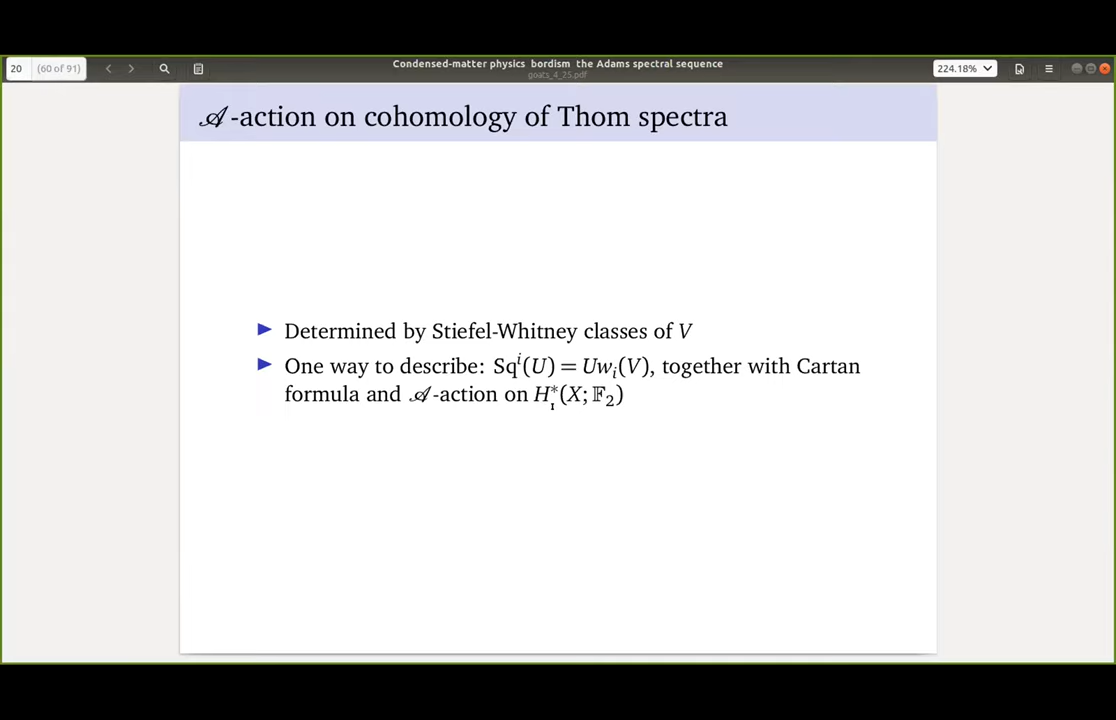 20 (60 of 91)
Condensed-matter physics bordism the Adams spectral sequence
goats_4_25.pdf
224.18%
𝒜-action on cohomology of Thom spectra
▶ Determined by Stiefel-Whitney classes of V
▶ One way to describe: Sqⁱ(U) = Uwᵢ(V), together with Cartan
formula and 𝒜-action on H*(X; 𝔽₂)